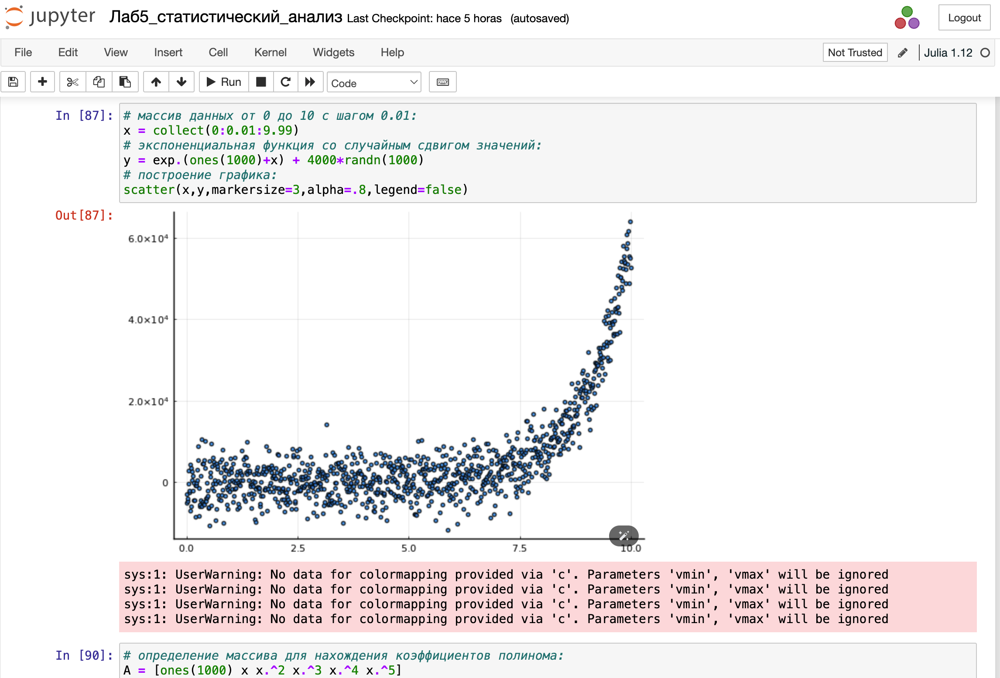 jupyter Лаб5_статистический_анализ Last Checkpoint: hace 5 horas (autosaved) Logout
File Edit View Insert Cell Kernel Widgets Help Not Trusted Julia 1.12
Run Code
In [87]: # массив данных от 0 до 10 с шагом 0.01:
x = collect(0:0.01:9.99)
# экспоненциальная функция со случайным сдвигом значений:
y = exp.(ones(1000)+x) + 4000*randn(1000)
# построение графика:
scatter(x,y,markersize=3,alpha=.8,legend=false)
Out[87]:
6.0×10⁴
4.0×10⁴
2.0×10⁴
0
0.0 2.5 5.0 7.5 10.0
sys:1: UserWarning: No data for colormapping provided via 'c'. Parameters 'vmin', 'vmax' will be ignored
sys:1: UserWarning: No data for colormapping provided via 'c'. Parameters 'vmin', 'vmax' will be ignored
sys:1: UserWarning: No data for colormapping provided via 'c'. Parameters 'vmin', 'vmax' will be ignored
sys:1: UserWarning: No data for colormapping provided via 'c'. Parameters 'vmin', 'vmax' will be ignored
In [90]: # определение массива для нахождения коэффициентов полинома:
A = [ones(1000) x x.^2 x.^3 x.^4 x.^5]